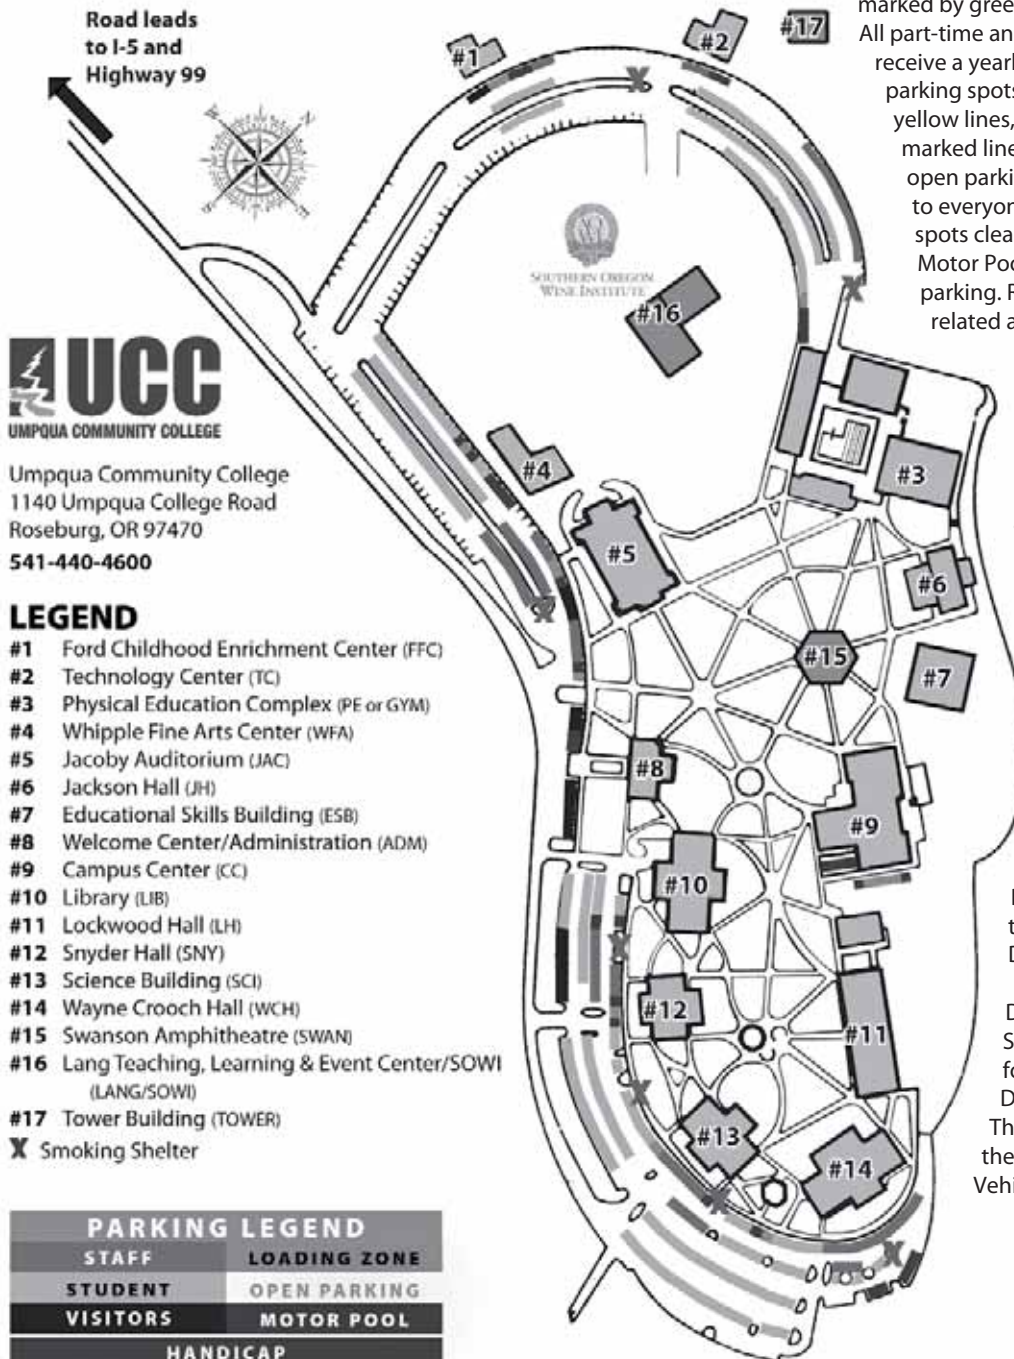 Road leads
to I-5 and
Highway 99
#1
#2
#17
marked by gree
All part-time an
receive a yearl
parking spots
yellow lines,
marked line
open parki
to everyon
spots clea
Motor Poo
parking. F
related a
SOUTHERN OREGON
WINE INSTITUTE
#16
UCC
UMPQUA COMMUNITY COLLEGE
Umpqua Community College
1140 Umpqua College Road
Roseburg, OR 97470
541-440-4600
#4
#3
#5
#6
#15
#7
#8
#9
#10
#12
#11
#13
#14
LEGEND
#1 Ford Childhood Enrichment Center (FFC)
#2 Technology Center (TC)
#3 Physical Education Complex (PE or GYM)
#4 Whipple Fine Arts Center (WFA)
#5 Jacoby Auditorium (JAC)
#6 Jackson Hall (JH)
#7 Educational Skills Building (ESB)
#8 Welcome Center/Administration (ADM)
#9 Campus Center (CC)
#10 Library (LIB)
#11 Lockwood Hall (LH)
#12 Snyder Hall (SNY)
#13 Science Building (SCI)
#14 Wayne Crooch Hall (WCH)
#15 Swanson Amphitheatre (SWAN)
#16 Lang Teaching, Learning & Event Center/SOWI
(LANG/SOWI)
#17 Tower Building (TOWER)
X Smoking Shelter
t
D
D
S
fo
D
Th
the
Vehi
PARKING LEGEND
STAFF LOADING ZONE
STUDENT OPEN PARKING
VISITORS MOTOR POOL
HANDICAP